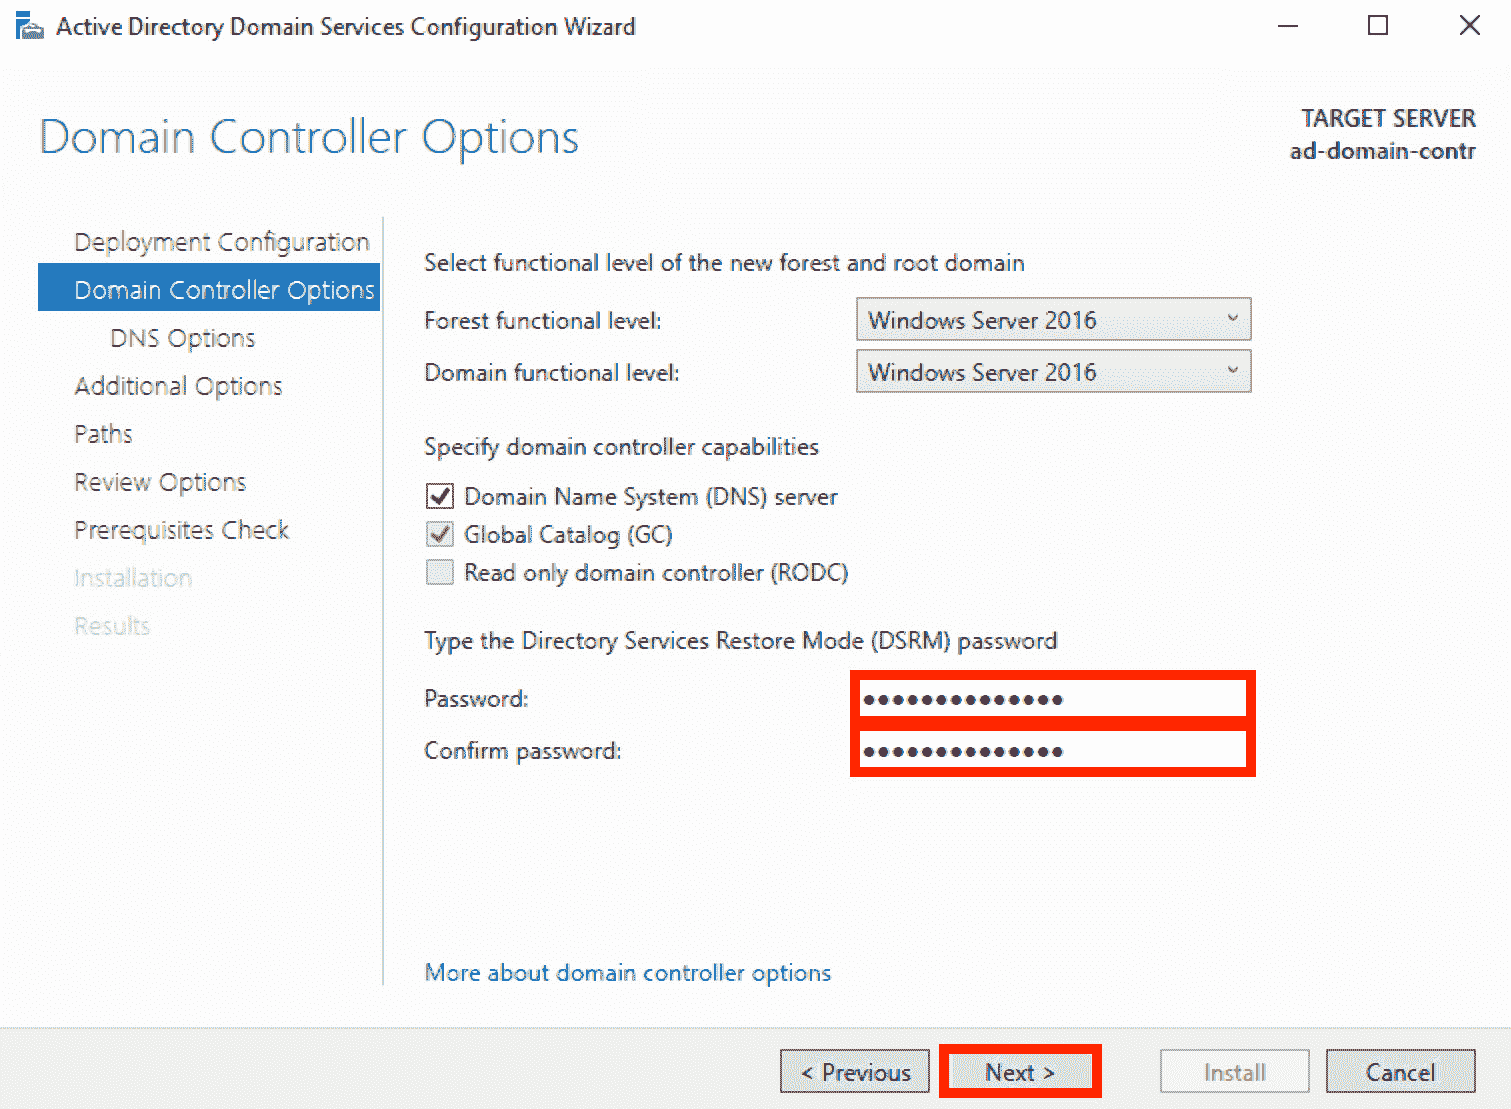 Active Directory Domain Services Configuration Wizard
Domain Controller Options
TARGET SERVER
ad-domain-contr
Deployment Configuration
Domain Controller Options
DNS Options
Additional Options
Paths
Review Options
Prerequisites Check
Installation
Results
Select functional level of the new forest and root domain
Forest functional level: Windows Server 2016
Domain functional level: Windows Server 2016
Specify domain controller capabilities
Domain Name System (DNS) server
Global Catalog (GC)
Read only domain controller (RODC)
Type the Directory Services Restore Mode (DSRM) password
Password: ●●●●●●●●●●●●●●
Confirm password: ●●●●●●●●●●●●●●
More about domain controller options
< Previous Next > Install Cancel